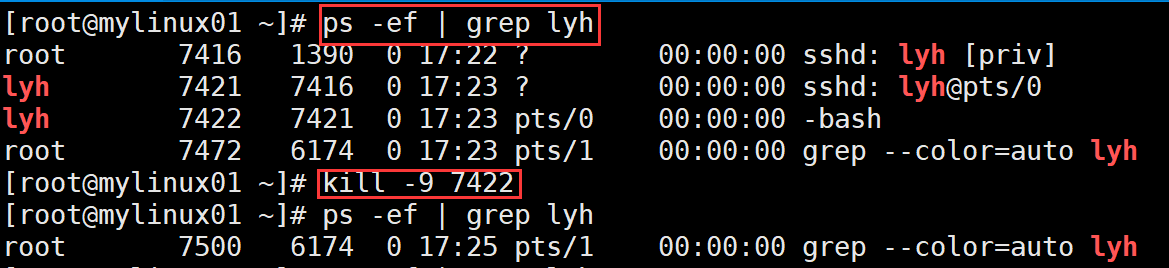 [root@mylinux01 ~]# ps -ef | grep lyh
root       7416   1390  0 17:22 ?        00:00:00 sshd: lyh [priv]
lyh        7421   7416  0 17:23 ?        00:00:00 sshd: lyh@pts/0
lyh        7422   7421  0 17:23 pts/0    00:00:00 -bash
root       7472   6174  0 17:23 pts/1    00:00:00 grep --color=auto lyh
[root@mylinux01 ~]# kill -9 7422
[root@mylinux01 ~]# ps -ef | grep lyh
root       7500   6174  0 17:25 pts/1    00:00:00 grep --color=auto lyh